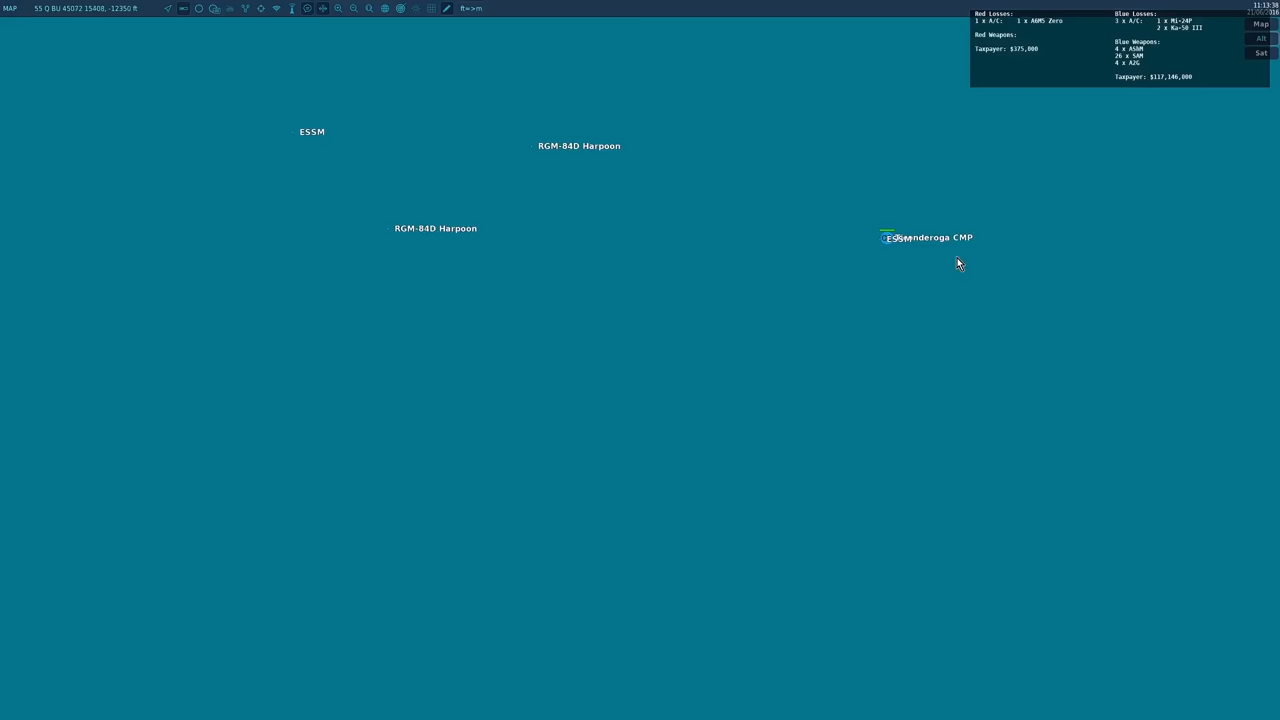 MAP 55 Q BU 45072 15408, -12350 ft ft=>m 11:13:38
Red Losses:
1 x A/C: 1 x A6M5 Zero
Red Weapons:
Taxpayer: $375,000
Blue Losses:
3 x A/C: 1 x Mi-24P
2 x Ka-50 III
Blue Weapons:
4 x AShM
26 x SAM
4 x A2G
Taxpayer: $117,146,000
Map
Alt
Sat
ESSM
RGM-84D Harpoon
RGM-84D Harpoon
ESSM
CMP